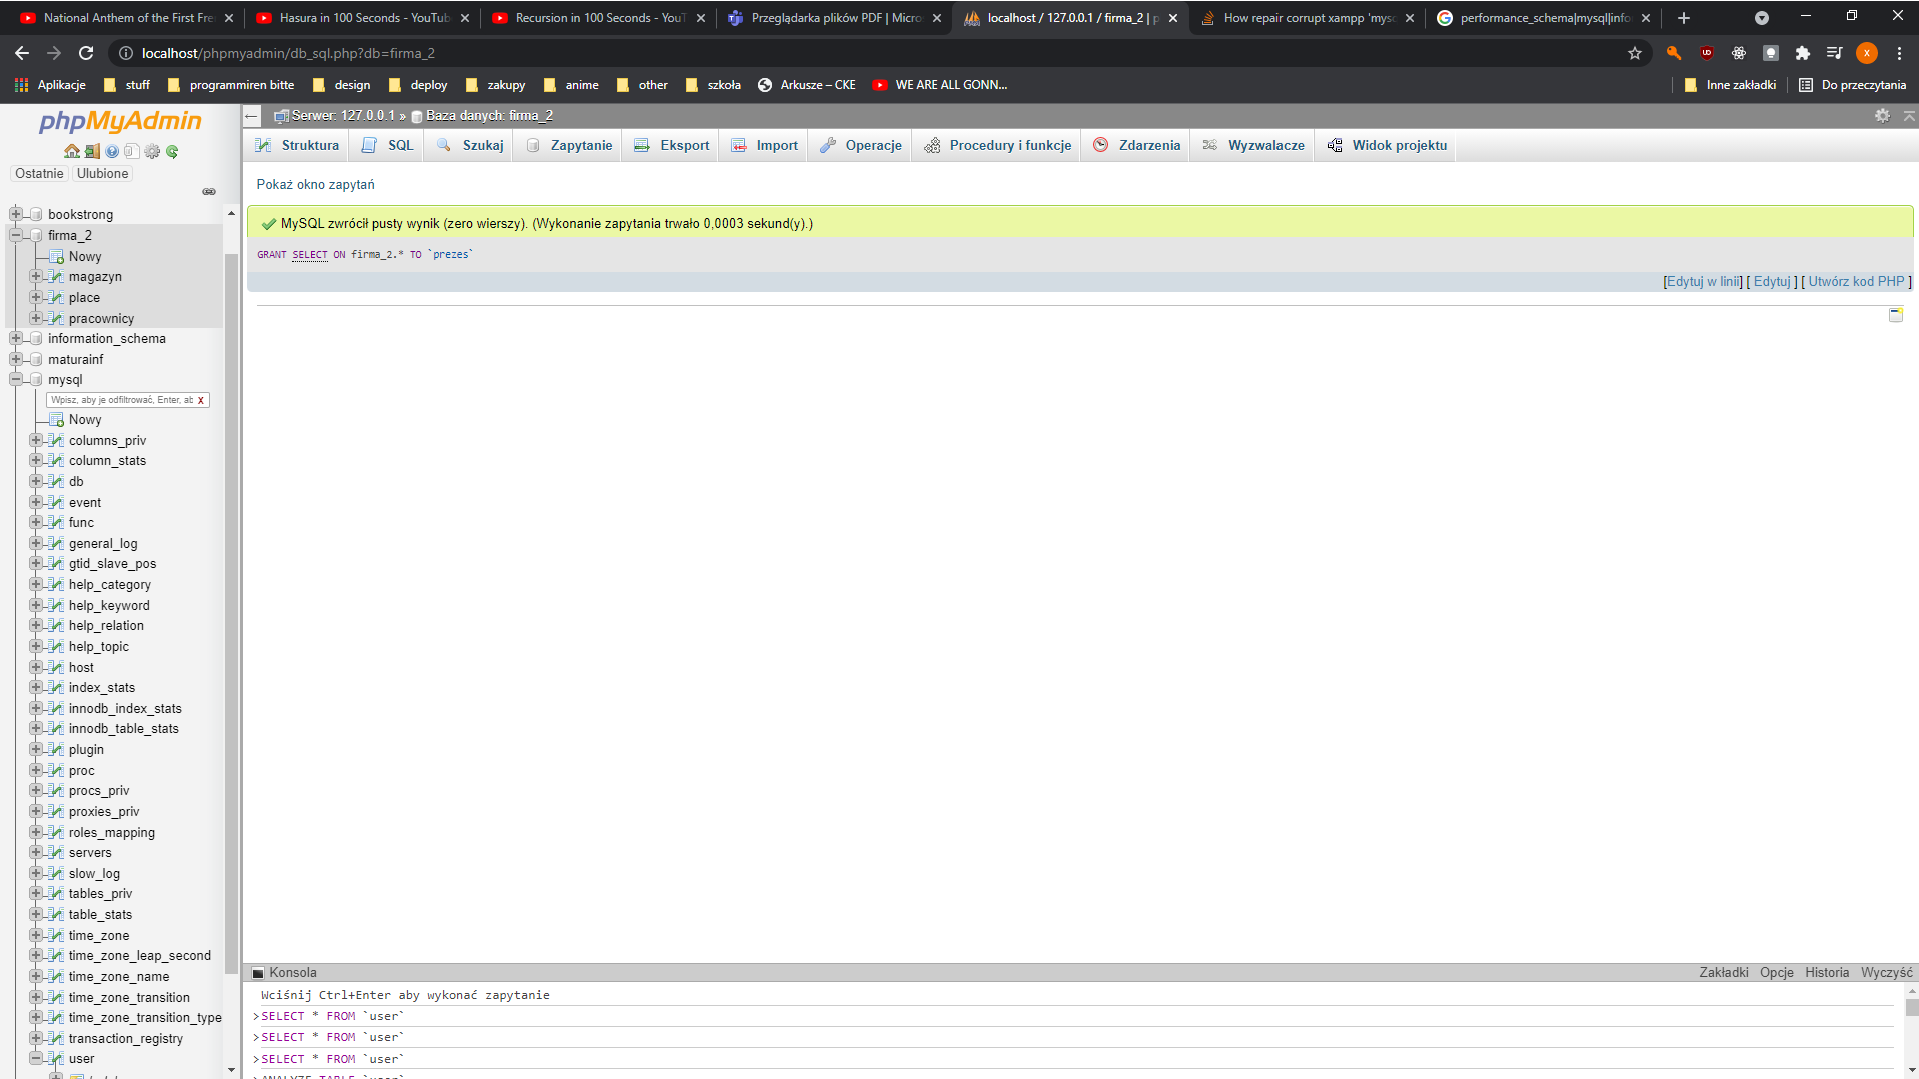 National Anthem of the First Fre
Hasura in 100 Seconds - YouTub
Recursion in 100 Seconds - YouT
Przeglądarka plików PDF | Micro
localhost / 127.0.0.1 / firma_2 | p
How repair corrupt xampp 'mysc
performance_schema|mysql|info
localhost/phpmyadmin/db_sql.php?db=firma_2
Aplikacje
stuff
programmiren bitte
design
deploy
zakupy
anime
other
szkoła
Arkusze – CKE
WE ARE ALL GONN...
Inne zakładki
Do przeczytania
phpMyAdmin
Ostatnie
Ulubione
bookstrong
firma_2
Nowy
magazyn
place
pracownicy
information_schema
maturainf
mysql
Wpisz, aby je odfiltrować, Enter, ab X
Nowy
columns_priv
column_stats
db
event
func
general_log
gtid_slave_pos
help_category
help_keyword
help_relation
help_topic
host
index_stats
innodb_index_stats
innodb_table_stats
plugin
proc
procs_priv
proxies_priv
roles_mapping
servers
slow_log
tables_priv
table_stats
time_zone
time_zone_leap_second
time_zone_name
time_zone_transition
time_zone_transition_type
transaction_registry
user
Serwer: 127.0.0.1 » Baza danych: firma_2
Struktura
SQL
Szukaj
Zapytanie
Eksport
Import
Operacje
Procedury i funkcje
Zdarzenia
Wyzwalacze
Widok projektu
Pokaż okno zapytań
MySQL zwrócił pusty wynik (zero wierszy). (Wykonanie zapytania trwało 0,0003 sekund(y).)
GRANT SELECT ON firma_2.* TO `prezes`
[Edytuj w linii] [ Edytuj ] [ Utwórz kod PHP ]
Konsola
Zakładki
Opcje
Historia
Wyczyść
Wciśnij Ctrl+Enter aby wykonać zapytanie
>SELECT * FROM `user`
>SELECT * FROM `user`
>SELECT * FROM `user`
>ANALYZE TABLE `user`